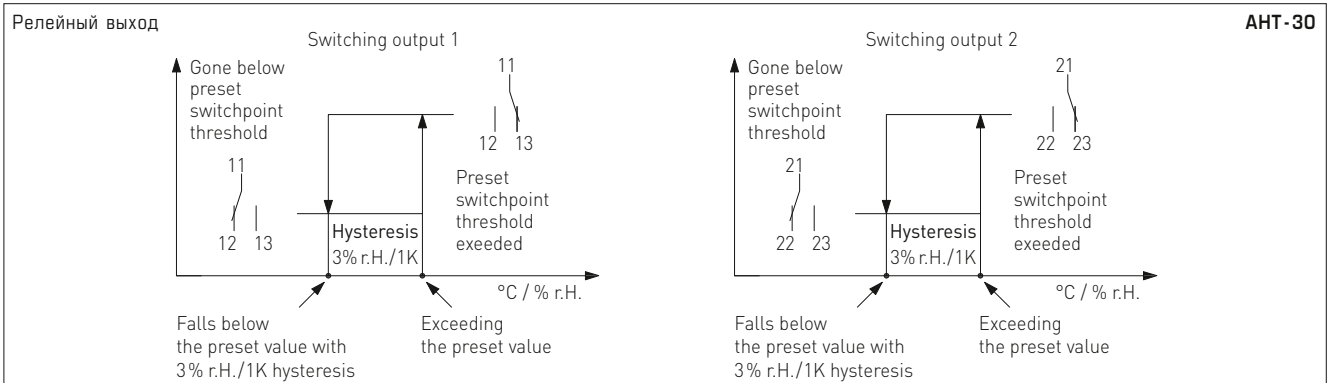 Релейный выход
AHT-30
Switching output 1
Gone below
preset
switchpoint
threshold
11
12 13
11
12 13
Preset
switchpoint
threshold
exeeded
Hysteresis
3% r.H./1K
°C / % r.H.
Falls below
the preset value with
3% r.H./1K hysteresis
Exceeding
the preset value
Switching output 2
Gone below
preset
switchpoint
threshold
21
22 23
21
22 23
Preset
switchpoint
threshold
exeeded
Hysteresis
3% r.H./1K
°C / % r.H.
Falls below
the preset value with
3% r.H./1K hysteresis
Exceeding
the preset value